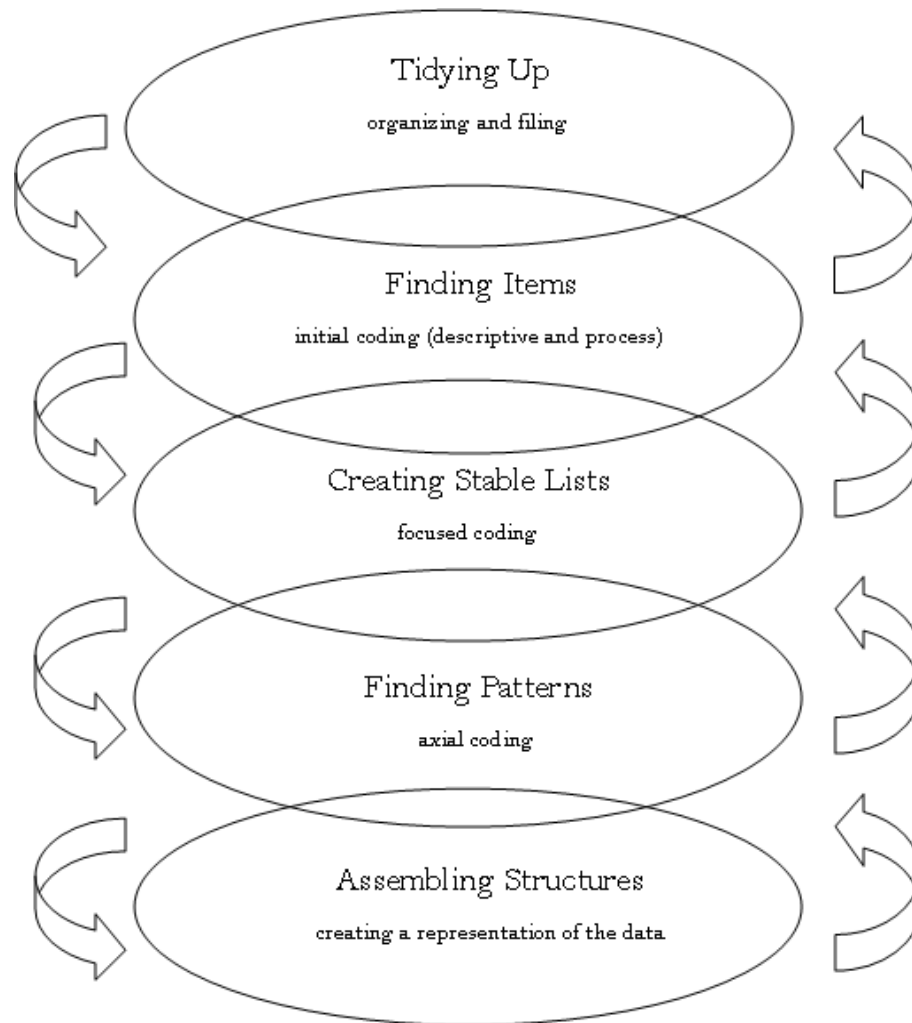 Tidying Up
organizing and filing
Finding Items
initial coding (descriptive and process)
Creating Stable Lists
focused coding
Finding Patterns
axial coding
Assembling Structures
creating a representation of the data